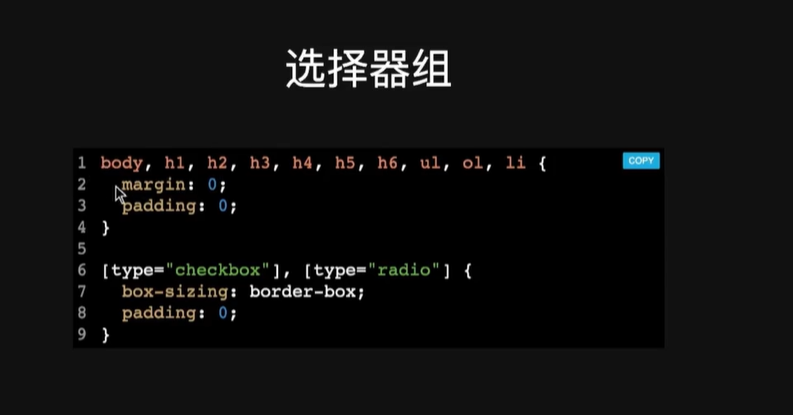 选择器组
COPY
1 body, h1, h2, h3, h4, h5, h6, ul, ol, li {
2   margin: 0;
3   padding: 0;
4 }
5
6 [type="checkbox"], [type="radio"] {
7   box-sizing: border-box;
8   padding: 0;
9 }